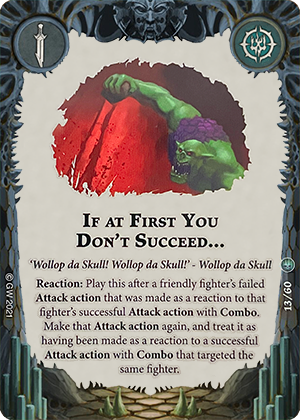 IF AT FIRST YOU
DON'T SUCCEED...
'Wollop da Skull! Wollop da Skull!' - Wollop da Skull
Reaction: Play this after a friendly fighter's failed
Attack action that was made as a reaction to that
fighter's successful Attack action with Combo.
Make that Attack action again, and treat it as
having been made as a reaction to a successful
Attack action with Combo that targeted the
same fighter.
© GW 2021
13/60